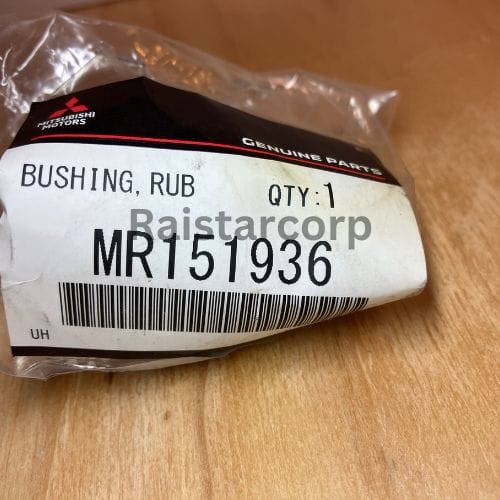 MITSUBISHI
MOTORS
GENUINE PARTS
BUSHING, RUB QTY:1
Raistarcorp
MR151936
UH